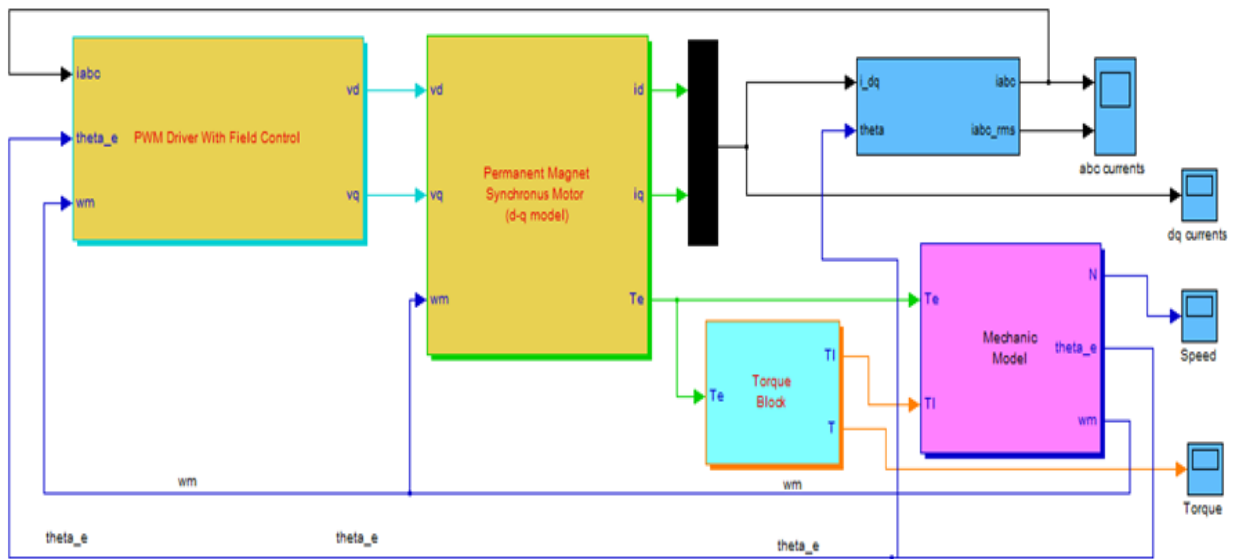 iabc
theta_e
wm
PWM Driver With Field Control
vd
vq
vd
vq
wm
Permanent Magnet
Synchronus Motor
(d-q model)
id
iq
Te
i_dq
theta
iabc
iabc_rms
abc currents
dq currents
Te
Torque
Block
Tl
T
Te
Tl
Mechanic
Model
N
theta_e
wm
Speed
Torque
wm
wm
theta_e
theta_e
theta_e